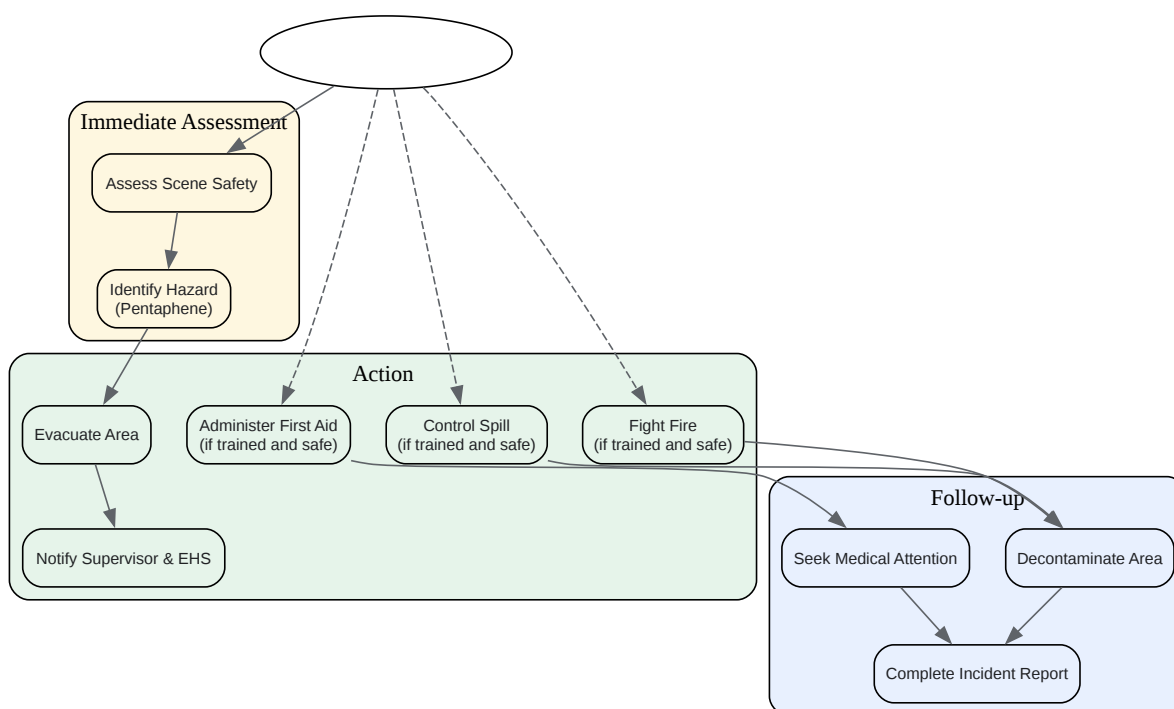 Immediate Assessment
Assess Scene Safety
Identify Hazard
(Pentaphene)
Action
Evacuate Area
Administer First Aid
(if trained and safe)
Control Spill
(if trained and safe)
Fight Fire
(if trained and safe)
Notify Supervisor & EHS
Follow-up
Seek Medical Attention
Decontaminate Area
Complete Incident Report